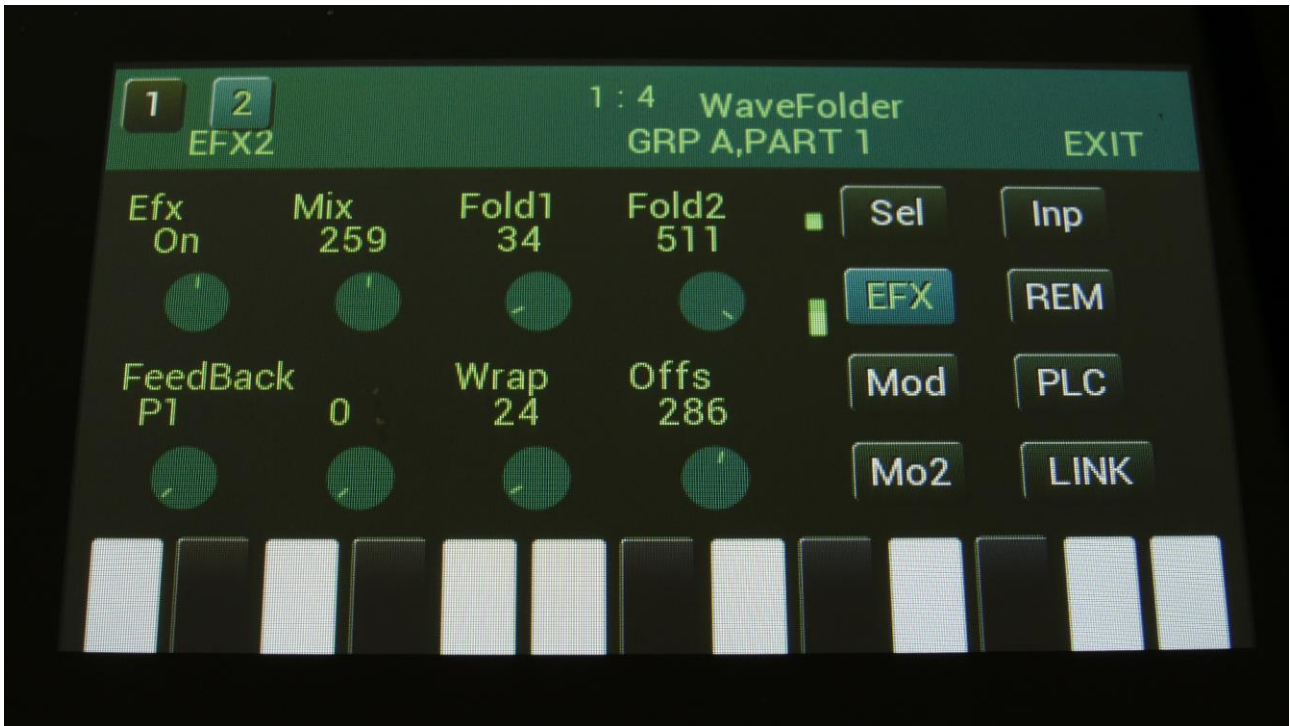 1 2 1 : 4 WaveFolder
EFX2 GRP A,PART 1 EXIT
Efx Mix Fold1 Fold2 Sel Inp
On 259 34 511
EFX REM
FeedBack Wrap Offs Mod PLC
P1 0 24 286
Mo2 LINK